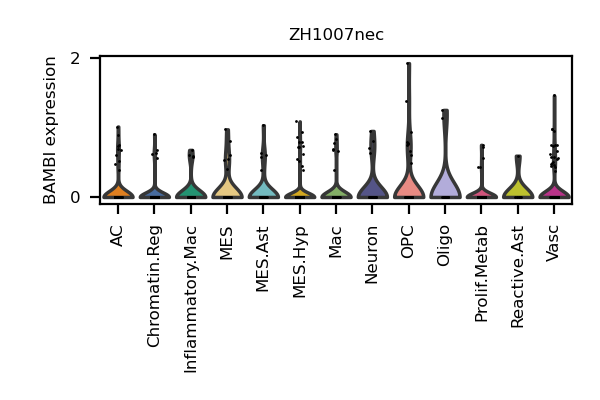 ZH1007nec
BAMBI expression
2
0
AC
Chromatin.Reg
Inflammatory.Mac
MES
MES.Ast
MES.Hyp
Mac
Neuron
OPC
Oligo
Prolif.Metab
Reactive.Ast
Vasc